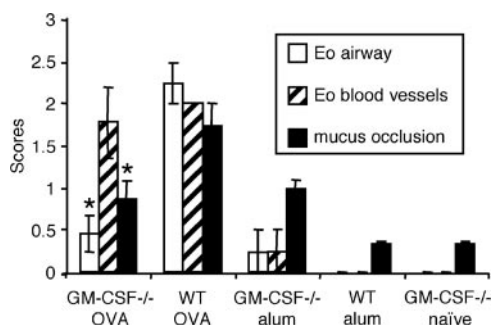 3
2.5
2
1.5
1
0.5
0
Scores
Eo airway
Eo blood vessels
mucus occlusion
*
*
GM-CSF-/- WT GM-CSF-/- WT GM-CSF-/-
OVA OVA alum alum naïve